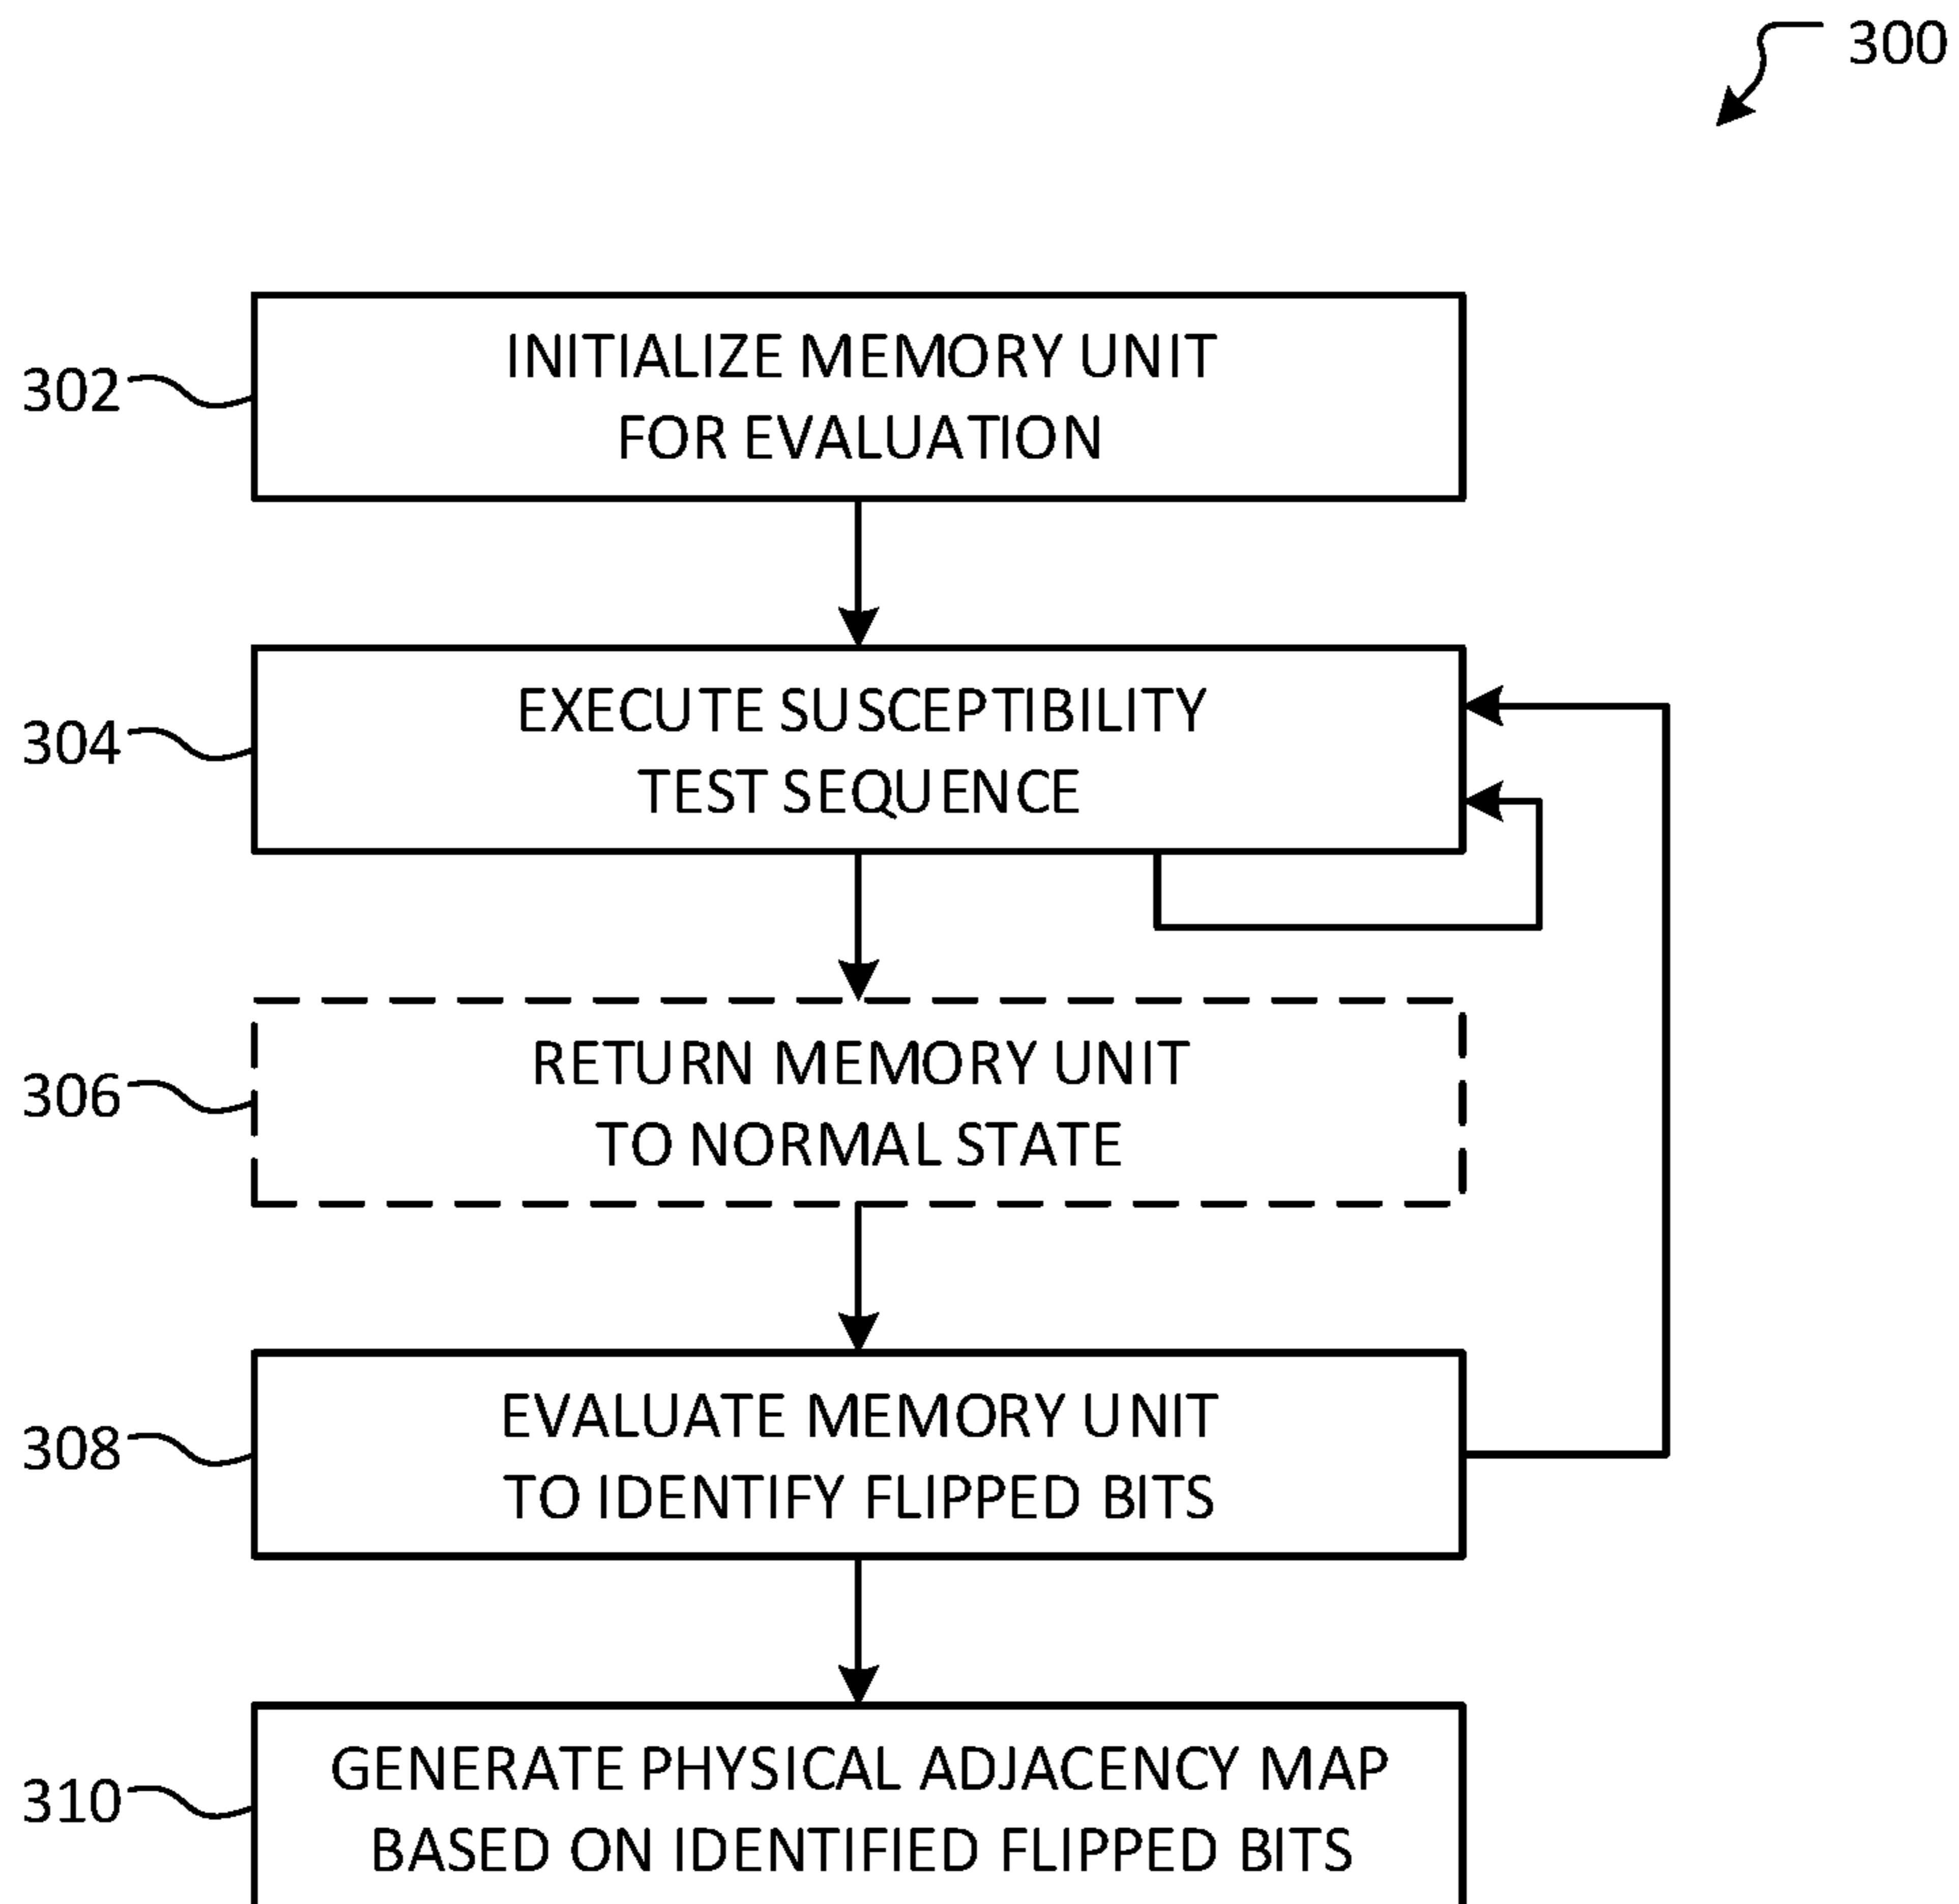 300
302
INITIALIZE MEMORY UNIT
FOR EVALUATION
304
EXECUTE SUSCEPTIBILITY
TEST SEQUENCE
306
RETURN MEMORY UNIT
TO NORMAL STATE
308
EVALUATE MEMORY UNIT
TO IDENTIFY FLIPPED BITS
310
GENERATE PHYSICAL ADJACENCY MAP
BASED ON IDENTIFIED FLIPPED BITS